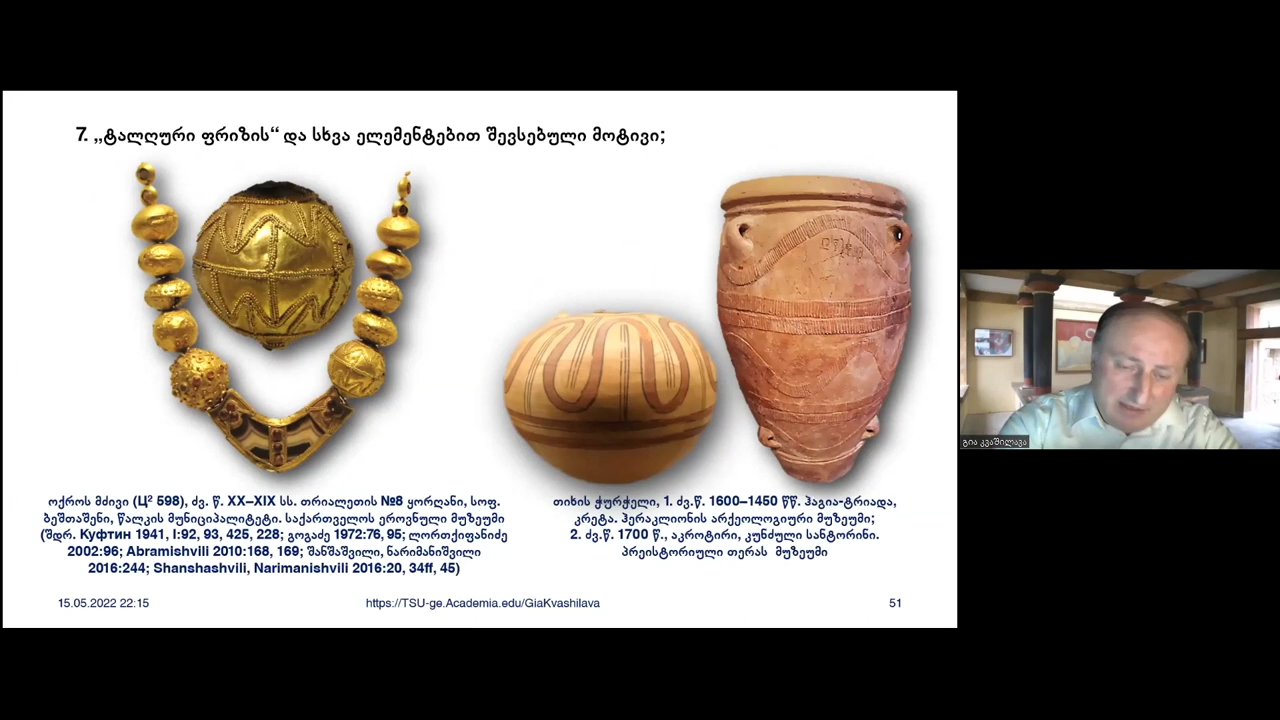 7. „ტალღური ფრიზის“ და სხვა ელემენტებით შევსებული მოტივი;
ოქროს მძივი (Ц² 598), ძვ. წ. XX–XIX სს. თრიალეთის №8 ყორღანი, სოფ.
ბეშთაშენი, წალკის მუნიციპალიტეტი. საქართველოს ეროვნული მუზეუმი
(შდრ. Куфтин 1941, I:92, 93, 425, 228; გოგაძე 1972:76, 95; ლორთქიფანიძე
2002:96; Abramishvili 2010:168, 169; შანშაშვილი, ნარიმანიშვილი
2016:244; Shanshashvili, Narimanishvili 2016:20, 34ff, 45)
თიხის ჭურჭელი, 1. ძვ.წ. 1600–1450 წწ. ჰაგია-ტრიადა,
კრეტა. ჰერაკლიონის არქეოლოგიური მუზეუმი;
2. ძვ.წ. 1700 წ., აკროტირი, კუნძული სანტორინი.
პრეისტორიული თერას მუზეუმი
15.05.2022 22:15
https://TSU-ge.Academia.edu/GiaKvashilava
51
გია კვაშილავა